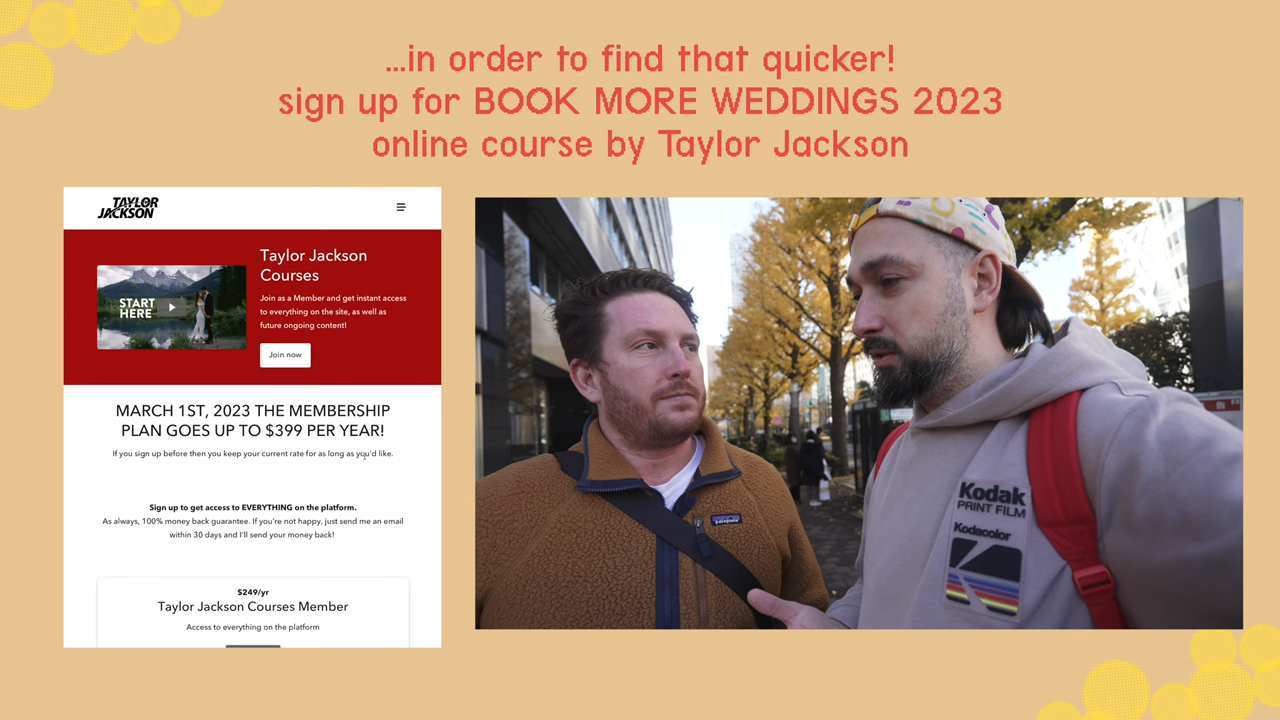 ...in order to find that quicker!
sign up for BOOK MORE WEDDINGS 2023
online course by Taylor Jackson
TAYLOR
JACKSON
START
HERE
Taylor Jackson
Courses
Join as a Member and get instant access
to everything on the site, as well as
future ongoing content!
Join now
MARCH 1ST, 2023 THE MEMBERSHIP
PLAN GOES UP TO $399 PER YEAR!
If you sign up before then you keep your current rate for as long as you'd like.
Sign up to get access to EVERYTHING on the platform.
As always, 100% money back guarantee. If you're not happy, just send me an email
within 30 days and I'll send your money back!
$249/yr
Taylor Jackson Courses Member
Access to everything on the platform
patagonia
Kodak
PRINT FILM
Kodacolor